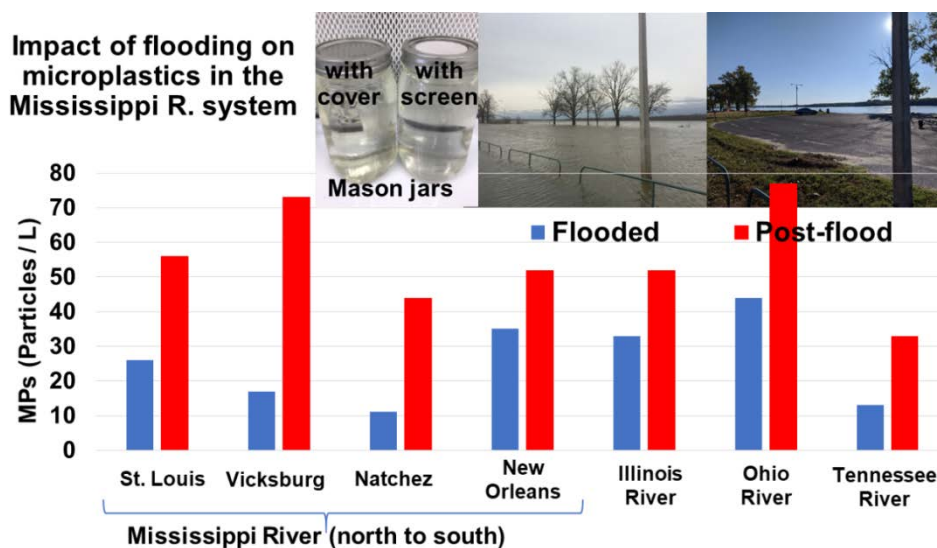 Impact of flooding on
microplastics in the
Mississippi R. system
with
cover
with
screen
Mason jars
Flooded
Post-flood
MPs (Particles / L)
80
70
60
50
40
30
20
10
0
St. Louis
Vicksburg
Natchez
New
Orleans
Illinois
River
Ohio
River
Tennessee
River
Mississippi River (north to south)